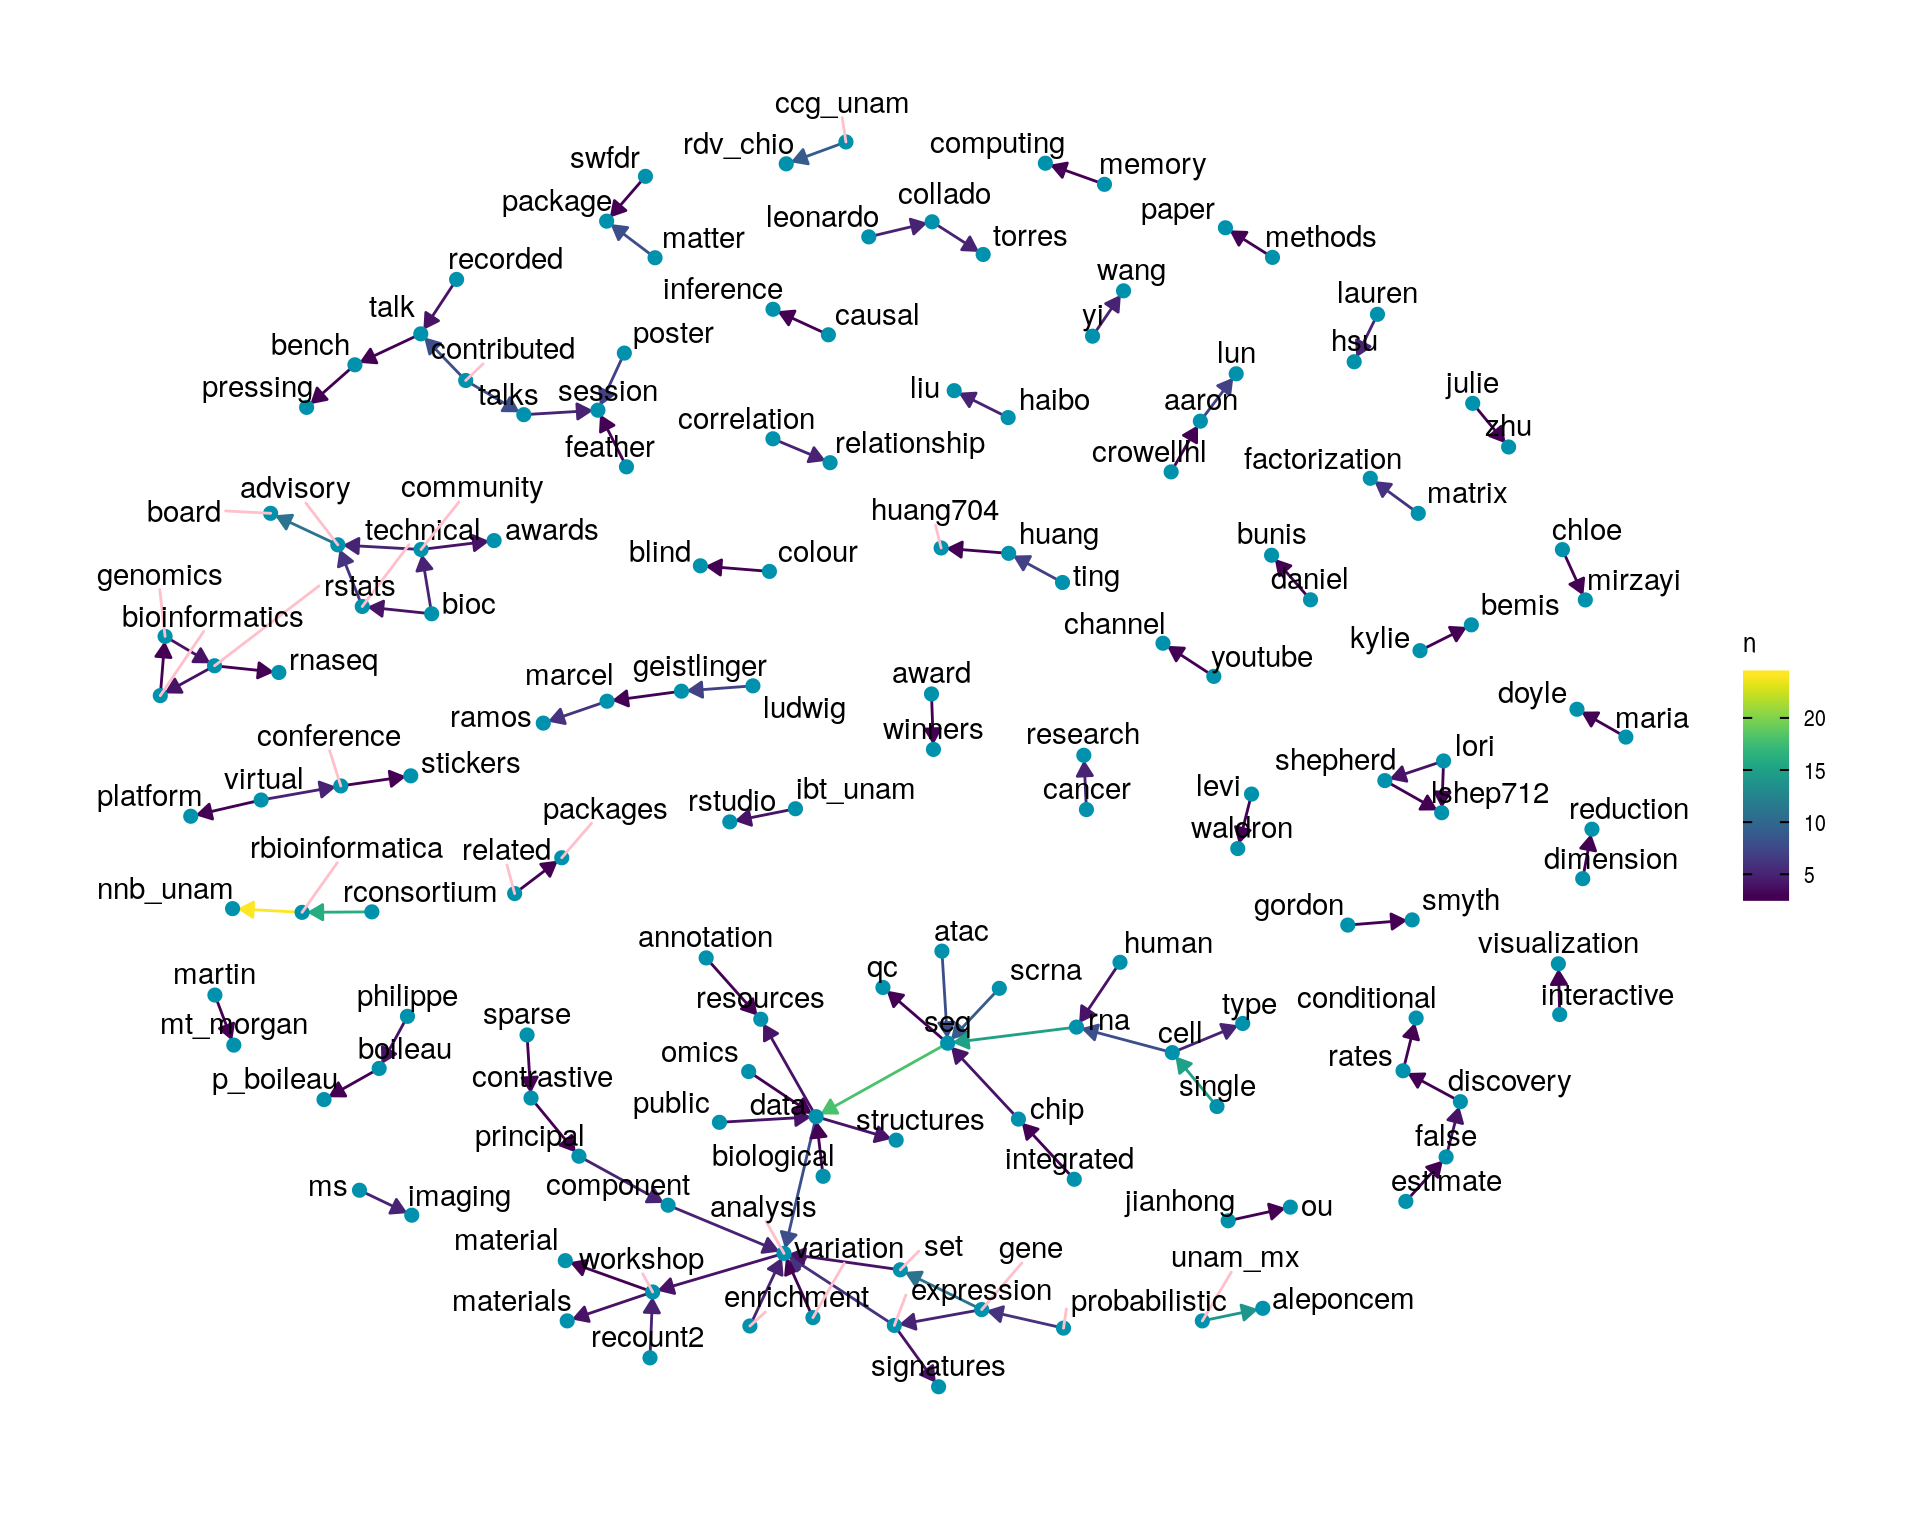 ccg_unam
rdv_chio
computing
swfdr
memory
package
collado
leonardo
paper
matter
torres
methods
recorded
wang
inference
lauren
talk
yi
causal
poster
hsu
bench
contributed
lun
pressing
talks
session
liu
haibo
aaron
julie
correlation
zhu
feather
relationship
crowellhl
factorization
advisory
community
matrix
board
huang704
technical
awards
huang
bunis
chloe
blind
colour
genomics
ting
daniel
mirzayi
rstats
bioc
bioinformatics
bemis
channel
kylie
n
rnaseq
geistlinger
youtube
marcel
award
doyle
ramos
ludwig
maria
20
conference
winners
research
lori
stickers
shepherd
15
virtual
levi
platform
ibt_unam
cancer
lshep712
rstudio
packages
reduction
10
waldron
rbioinformatica
related
dimension
5
nnb_unam
rconsortium
gordon
smyth
annotation
atac
human
visualization
martin
qc
scrna
philippe
resources
type
conditional
interactive
sparse
mt_morgan
seq
rna
cell
boileau
omics
rates
p_boileau
contrastive
single
discovery
public
data
structures
chip
principal
false
biological
integrated
ms
imaging
component
estimate
analysis
jianhong
ou
material
workshop
variation
set
gene
unam_mx
materials
enrichment
expression
probabilistic
aleponcem
recount2
signatures